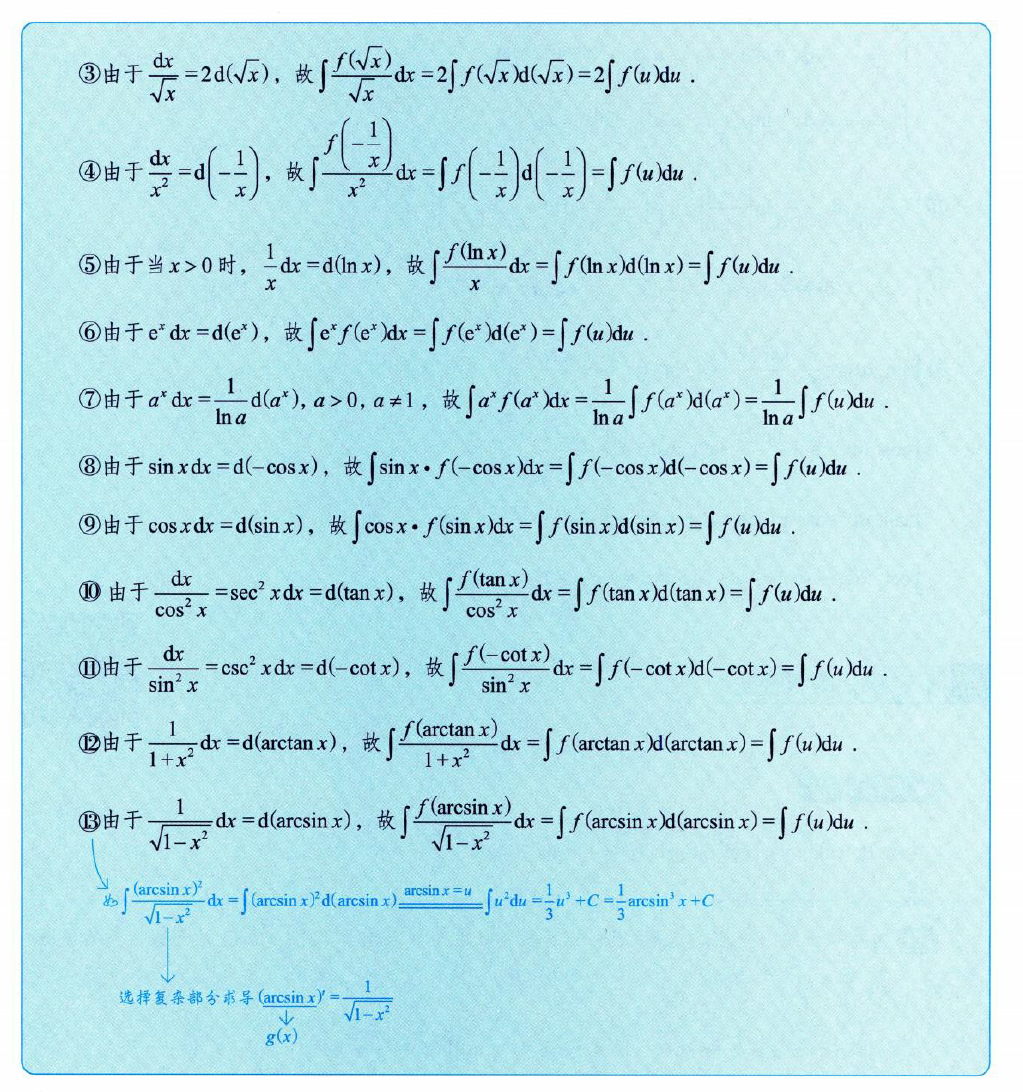 ③由于 $\frac{dx}{\sqrt{x}}=2d(\sqrt{x})$，故 $\int\frac{f(\sqrt{x})}{\sqrt{x}}dx=2\int f(\sqrt{x})d(\sqrt{x})=2\int f(u)du$．
④由于 $\frac{dx}{x^2}=d\left(-\frac{1}{x}\right)$，故 $\int\frac{f\left(-\frac{1}{x}\right)}{x^2}dx=\int f\left(-\frac{1}{x}\right)d\left(-\frac{1}{x}\right)=\int f(u)du$．
⑤由于当 $x>0$ 时，$\frac{1}{x}dx=d(\ln x)$，故 $\int\frac{f(\ln x)}{x}dx=\int f(\ln x)d(\ln x)=\int f(u)du$．
⑥由于 $e^x dx=d(e^x)$，故 $\int e^x f(e^x)dx=\int f(e^x)d(e^x)=\int f(u)du$．
⑦由于 $a^x dx=\frac{1}{\ln a}d(a^x), a>0, a\neq 1$，故 $\int a^x f(a^x)dx=\frac{1}{\ln a}\int f(a^x)d(a^x)=\frac{1}{\ln a}\int f(u)du$．
⑧由于 $\sin x dx=d(-\cos x)$，故 $\int\sin x\cdot f(-\cos x)dx=\int f(-\cos x)d(-\cos x)=\int f(u)du$．
⑨由于 $\cos x dx=d(\sin x)$，故 $\int\cos x\cdot f(\sin x)dx=\int f(\sin x)d(\sin x)=\int f(u)du$．
⑩由于 $\frac{dx}{\cos^2 x}=\sec^2 x dx=d(\tan x)$，故 $\int\frac{f(\tan x)}{\cos^2 x}dx=\int f(\tan x)d(\tan x)=\int f(u)du$．
⑪由于 $\frac{dx}{\sin^2 x}=\csc^2 x dx=d(-\cot x)$，故 $\int\frac{f(-\cot x)}{\sin^2 x}dx=\int f(-\cot x)d(-\cot x)=\int f(u)du$．
⑫由于 $\frac{1}{1+x^2}dx=d(\arctan x)$，故 $\int\frac{f(\arctan x)}{1+x^2}dx=\int f(\arctan x)d(\arctan x)=\int f(u)du$．
⑬由于 $\frac{1}{\sqrt{1-x^2}}dx=d(\arcsin x)$，故 $\int\frac{f(\arcsin x)}{\sqrt{1-x^2}}dx=\int f(\arcsin x)d(\arcsin x)=\int f(u)du$．
如 $\int\frac{(\arcsin x)^2}{\sqrt{1-x^2}}dx=\int(\arcsin x)^2 d(\arcsin x)\overset{\arcsin x=u}{=}\int u^2 du=\frac{1}{3}u^3+C=\frac{1}{3}\arcsin^3 x+C$
选择复杂部分求导 $(\arcsin x)'=\frac{1}{\sqrt{1-x^2}}$
$g(x)$